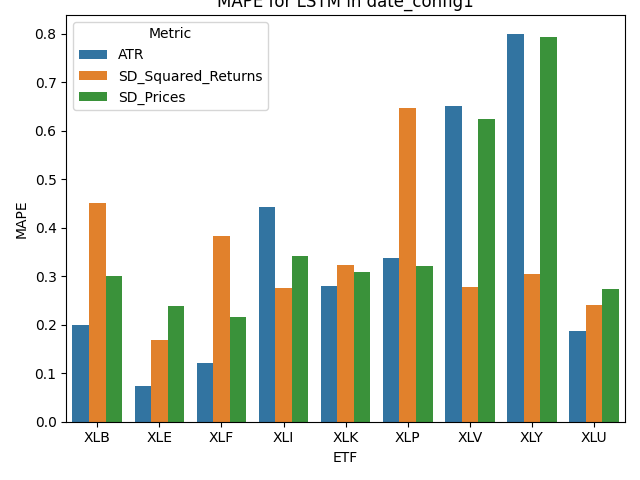 MAPE for LSTM in date_config1
Metric
ATR
SD_Squared_Returns
SD_Prices
0.8
0.7
0.6
0.5
0.4
0.3
0.2
0.1
0.0
MAPE
XLB XLE XLF XLI XLK XLP XLV XLY XLU
ETF